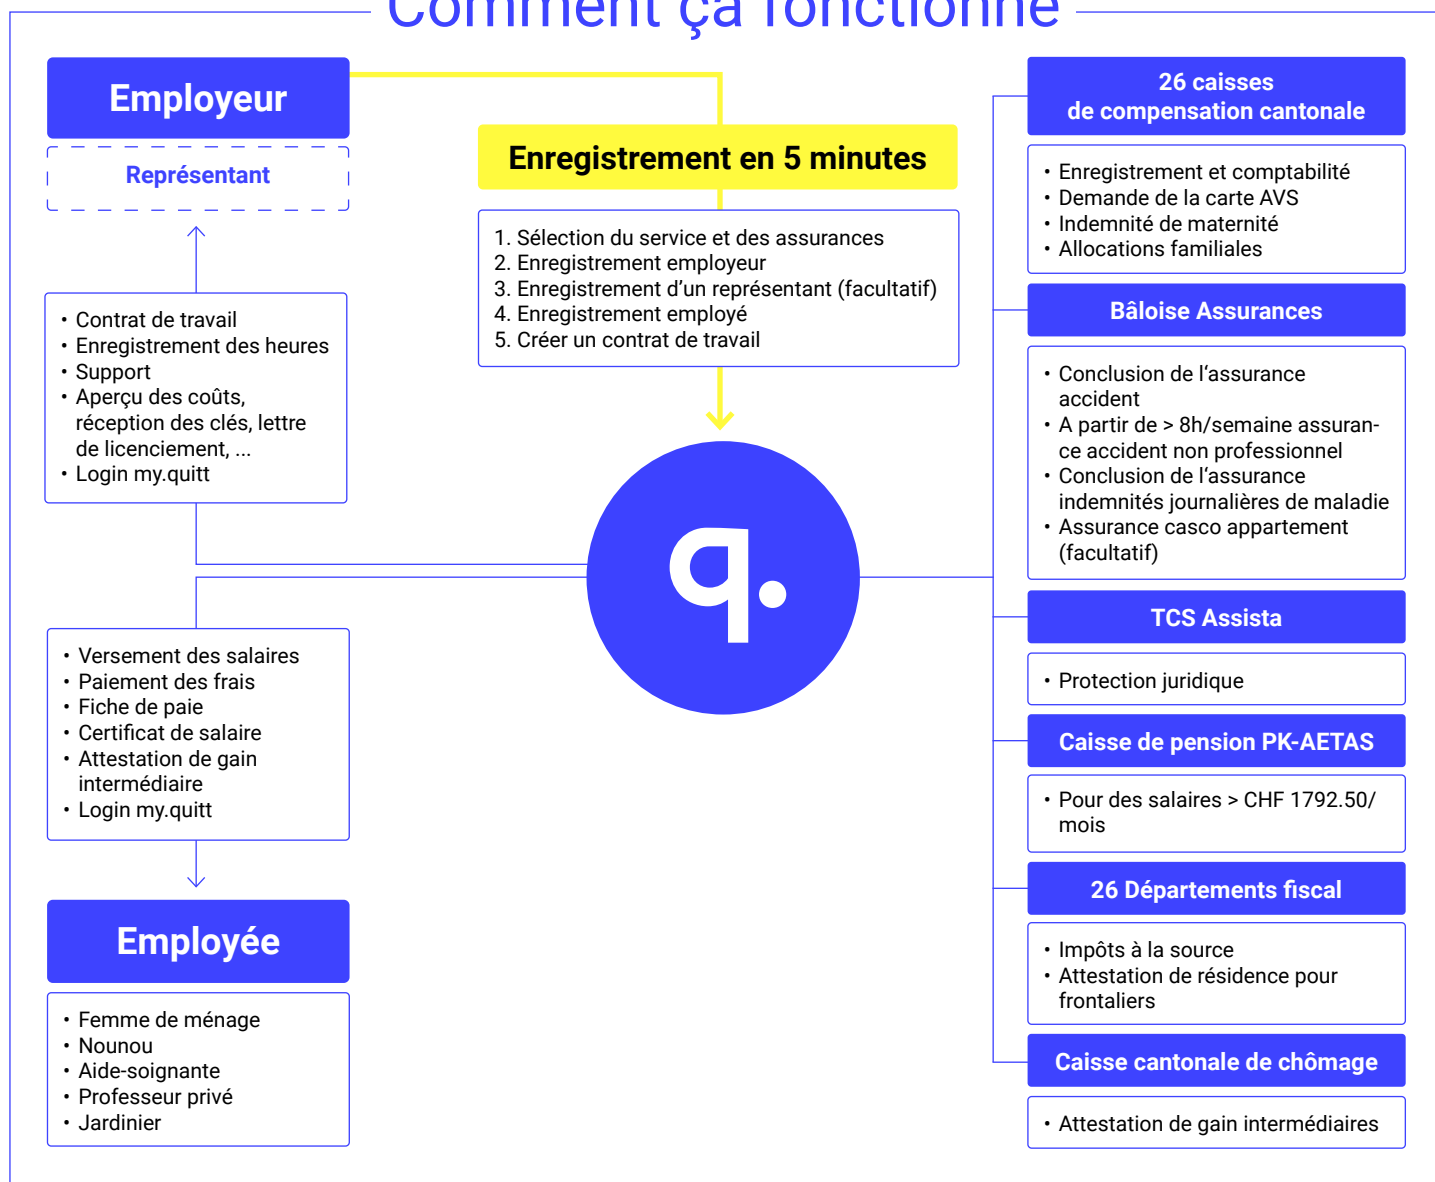 Comment ça fonctionne
Employeur
Représentant
• Contrat de travail
• Enregistrement des heures
• Support
• Aperçu des coûts,
réception des clés, lettre
de licenciement, ...
• Login my.quitt
• Versement des salaires
• Paiement des frais
• Fiche de paie
• Certificat de salaire
• Attestation de gain
intermédiaire
• Login my.quitt
Employée
• Femme de ménage
• Nounou
• Aide-soignante
• Professeur privé
• Jardinier
Enregistrement en 5 minutes
1. Sélection du service et des assurances
2. Enregistrement employeur
3. Enregistrement d’un représentant (facultatif)
4. Enregistrement employé
5. Créer un contrat de travail
q.
26 caisses
de compensation cantonale
• Enregistrement et comptabilité
• Demande de la carte AVS
• Indemnité de maternité
• Allocations familiales
Bâloise Assurances
• Conclusion de l‘assurance
accident
• A partir de > 8h/semaine assuran-
ce accident non professionnel
• Conclusion de l‘assurance
indemnités journalières de maladie
• Assurance casco appartement
(facultatif)
TCS Assista
• Protection juridique
Caisse de pension PK-AETAS
• Pour des salaires > CHF 1792.50/
mois
26 Départements fiscal
• Impôts à la source
• Attestation de résidence pour
frontaliers
Caisse cantonale de chômage
• Attestation de gain intermédiaires